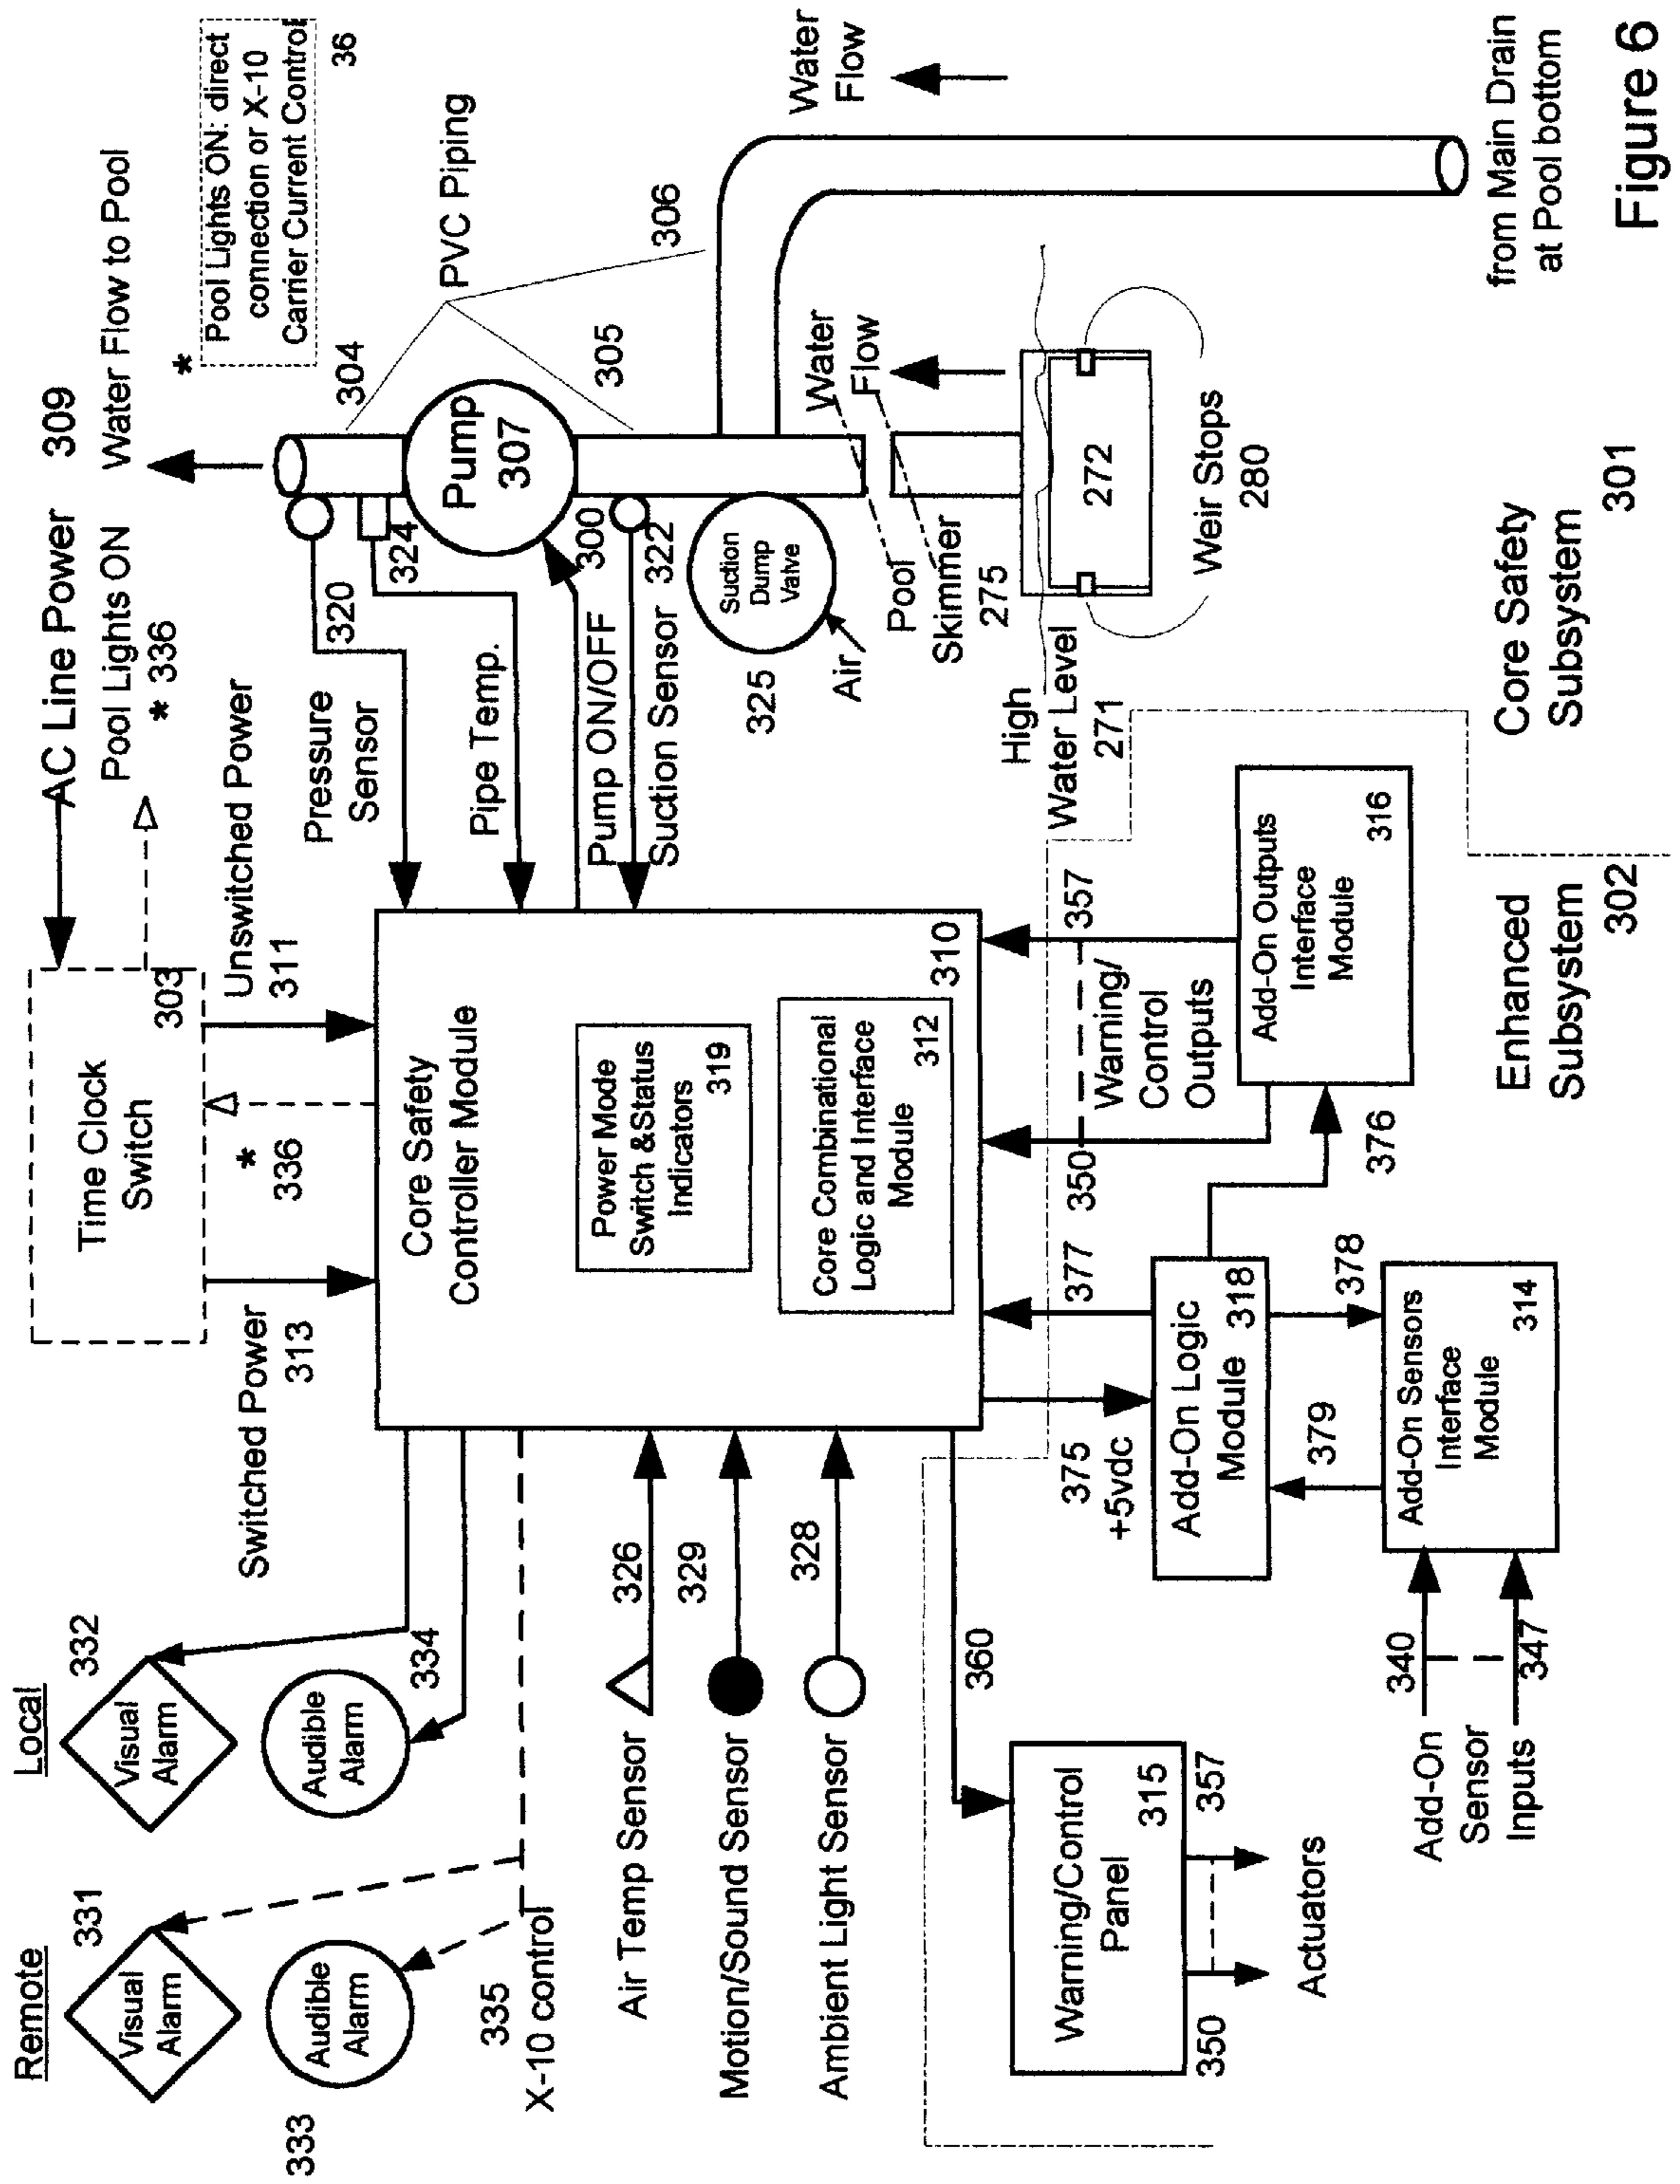 Remote
331
Visual
Alarm
333
Audible
Alarm
335
X-10 control
Local
332
Visual
Alarm
Audible
Alarm
334
Switched Power
313
Time Clock
Switch
303
*
336
Unswitched Power
311
AC Line Power 309
Pool Lights ON
* 336
Water Flow to Pool
*
Pool Lights ON: direct
connection or X-10
Carrier Current Control
36
Air Temp Sensor
326
Motion/Sound Sensor
329
Ambient Light Sensor
328
Core Safety
Controller Module
Power Mode
Switch &Status
Indicators
319
Core Combinational
Logic and Interface
Module
312
310
Pressure
Sensor
320
Pipe Temp.
324
Pump ON/OFF
300
Suction Sensor
322
Pump
307
304
PVC Piping
305
306
Suction
Dump
Valve
325
Air
Water
Flow
Water
Flow
Pool
Skimmer
275
High
Water Level
271
272
Weir Stops
280
from Main Drain
at Pool bottom
360
Warning/Control
Panel
315
350
357
Actuators
375
+5vdc
377
350
357
Warning/
Control
Outputs
Add-On Logic
Module 318
376
Add-On Outputs
Interface
Module
316
379
378
Add-On Sensors
Interface
Module
314
340
347
Add-On
Sensor
Inputs
Enhanced
Subsystem
302
Core Safety
Subsystem
301
Figure 6